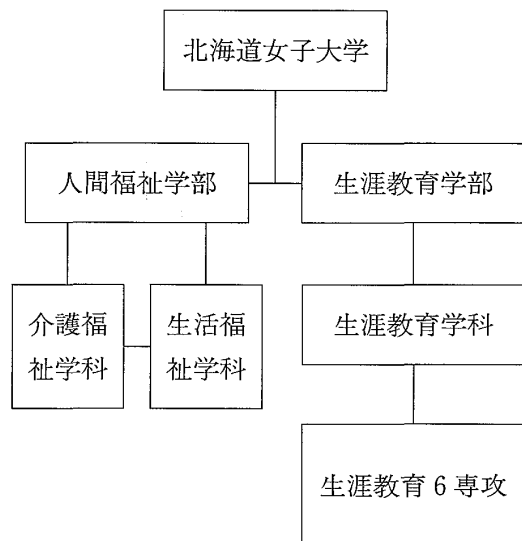 北海道女子大学
人間福祉学部
生涯教育学部
介護福
祉学科
生活福
祉学科
生涯教育学科
生涯教育6専攻